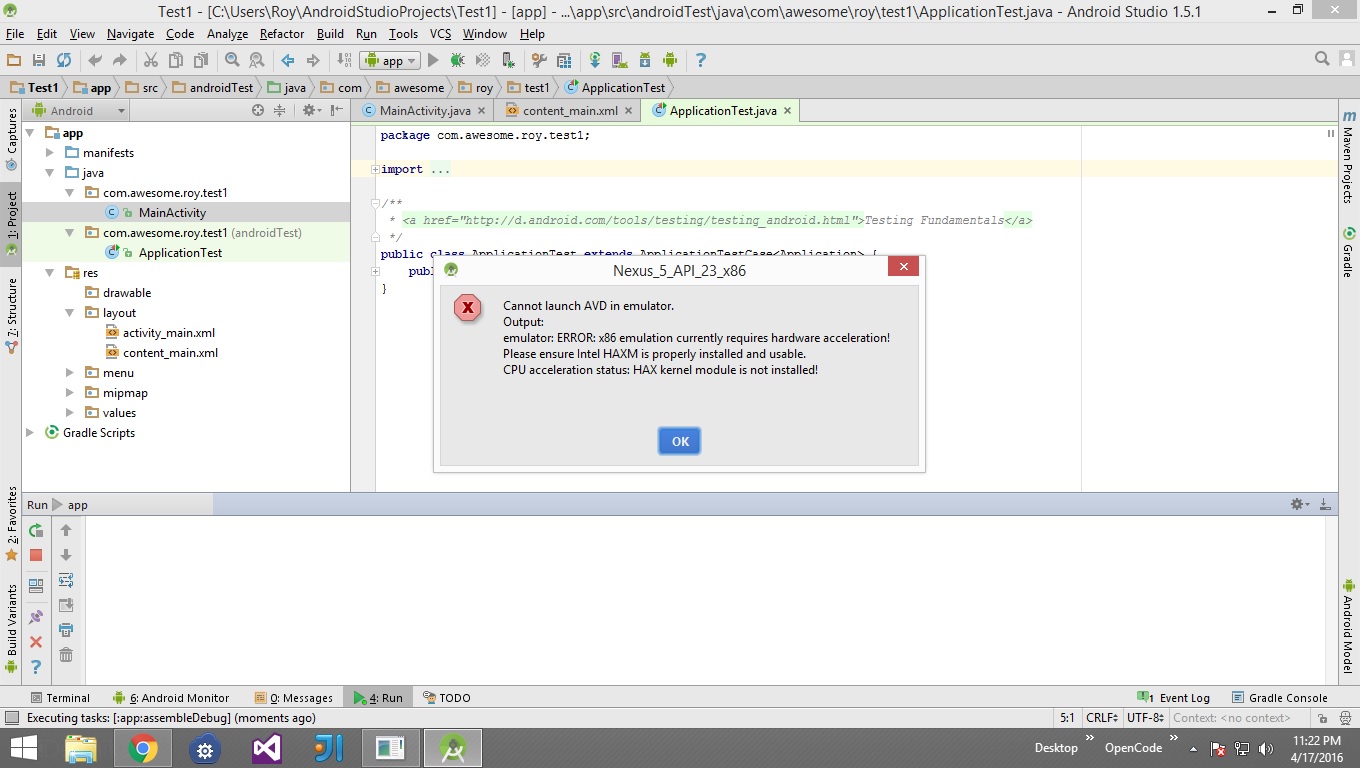 Test1 - [C:\Users\Roy\AndroidStudioProjects\Test1] - [app] - ...\app\src\androidTest\java\com\awesome\roy\test1\ApplicationTest.java - Android Studio 1.5.1
File Edit View Navigate Code Analyze Refactor Build Run Tools VCS Window Help
app
Test1 app src androidTest java com awesome roy test1 ApplicationTest
Android
MainActivity.java content_main.xml ApplicationTest.java
Captures
1: Project
7: Structure
2: Favorites
Build Variants
app
manifests
java
com.awesome.roy.test1
MainActivity
com.awesome.roy.test1 (androidTest)
ApplicationTest
res
drawable
layout
activity_main.xml
content_main.xml
menu
mipmap
values
Gradle Scripts
package com.awesome.roy.test1;
import ...
/**
* <a href="http://d.android.com/tools/testing/testing_android.html">Testing Fundamentals</a>
*/
public class ApplicationTest extends ApplicationTestCase<Application> {
pub
}
Nexus_5_API_23_x86
Cannot launch AVD in emulator.
Output:
emulator: ERROR: x86 emulation currently requires hardware acceleration!
Please ensure Intel HAXM is properly installed and usable.
CPU acceleration status: HAX kernel module is not installed!
OK
m
Maven Projects
Gradle
Android Model
Run app
Terminal 6: Android Monitor 0: Messages 4: Run TODO
1 Event Log Gradle Console
Executing tasks: [:app:assembleDebug] (moments ago)
5:1 CRLF UTF-8 Context: <no context>
Desktop OpenCode
11:22 PM
4/17/2016